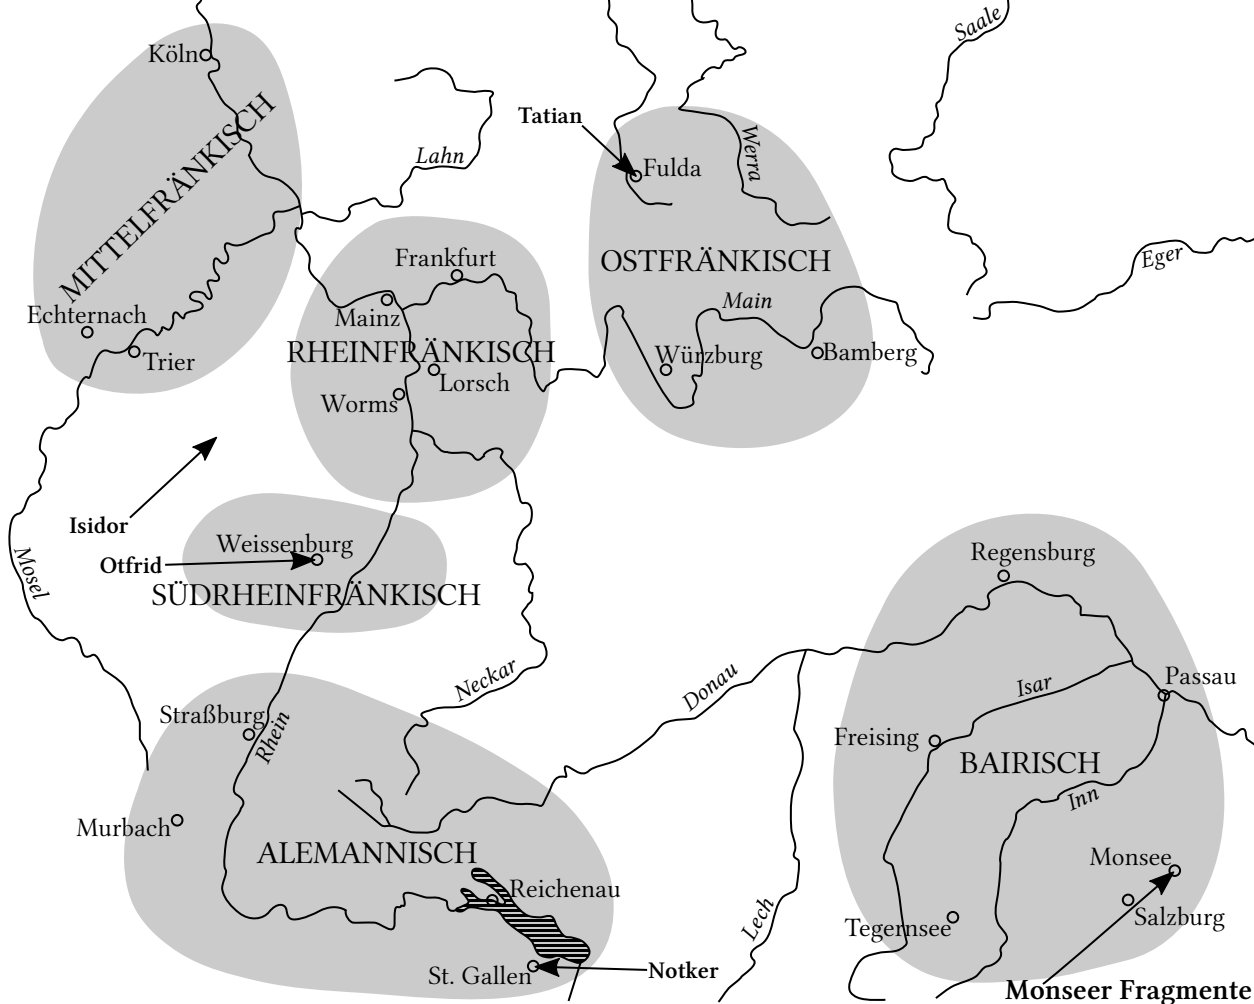 Saale
Köln
Tatian
MITTELFRÄNKISCH
Lahn
Werra
Fulda
Frankfurt
OSTFRÄNKISCH
Eger
Main
Echternach
Mainz
Trier
RHEINFRÄNKISCH
Würzburg
Bamberg
Lorsch
Worms
Isidor
Weissenburg
Otfrid
Mosel
SÜDRHEINFRÄNKISCH
Regensburg
Neckar
Donau
Isar
Passau
Straßburg
Rhein
Freising
BAIRISCH
Inn
Murbach
ALEMANNISCH
Monsee
Reichenau
Lech
Salzburg
Tegernsee
St. Gallen
Notker
Monseer Fragmente